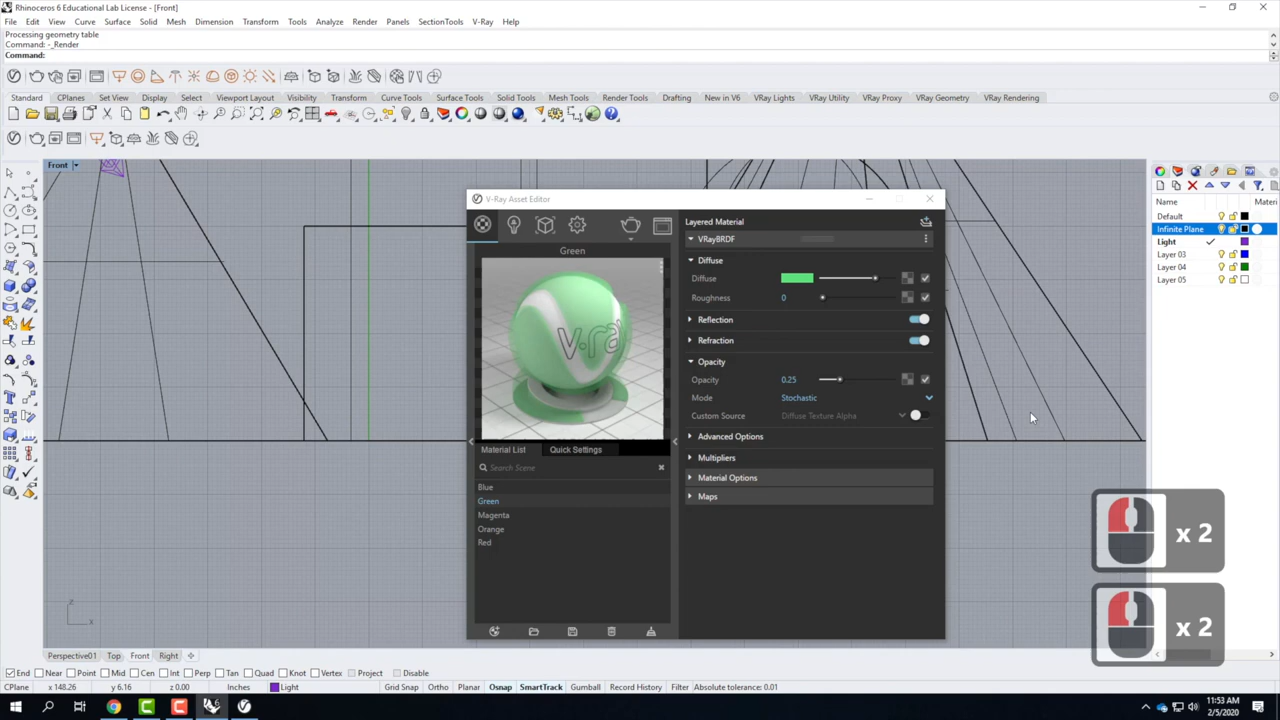 Rhinoceros 6 Educational Lab License - [Front]
File Edit View Curve Surface Solid Mesh Dimension Transform Tools Analyze Render Panels SectionTools V-Ray Help
Processing geometry table
Command: -_Render
Command:
Standard CPlanes Set View Display Select Viewport Layout Visibility Transform Curve Tools Surface Tools Solid Tools Mesh Tools Render Tools Drafting New in V6 VRay Lights VRay Utility VRay Proxy VRay Geometry VRay Rendering
Front
V-Ray Asset Editor
Green
v-ra
Material List Quick Settings
Search Scene
Blue
Green
Magenta
Orange
Red
Layered Material
VRayBRDF
Diffuse
Diffuse
Roughness 0
Reflection
Refraction
Opacity
Opacity 0.25
Mode Stochastic
Custom Source Diffuse Texture Alpha
Advanced Options
Multipliers
Material Options
Maps
Name Materi
Default
Infinite Plane
Light
Layer 03
Layer 04
Layer 05
x 2
x 2
z
x
Perspective01 Top Front Right
End Near Point Mid Cen Int Perp Tan Quad Knot Vertex Project Disable
CPlane x 148.26 y 6.16 z 0.00 Inches Light Grid Snap Ortho Planar Osnap SmartTrack Gumball Record History Filter Absolute tolerance: 0.01
11:53 AM
2/5/2020